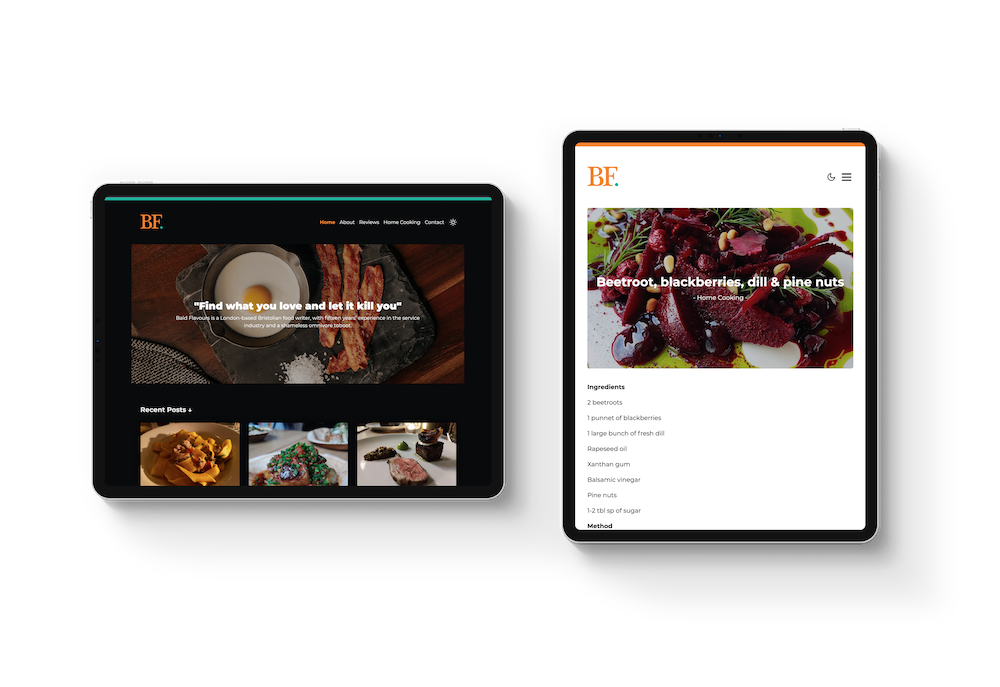 BF.
Home About Reviews Home Cooking Contact
"Find what you love and let it kill you"
Bald Flavours is a London-based Bristolian food writer, with fifteen years' experience in the service
industry and a shameless omnivore toboot.
Recent Posts ↓
BF.
Beetroot, blackberries, dill & pine nuts
- Home Cooking -
Ingredients
2 beetroots
1 punnet of blackberries
1 large bunch of fresh dill
Rapeseed oil
Xanthan gum
Balsamic vinegar
Pine nuts
1-2 tbl sp of sugar
Method